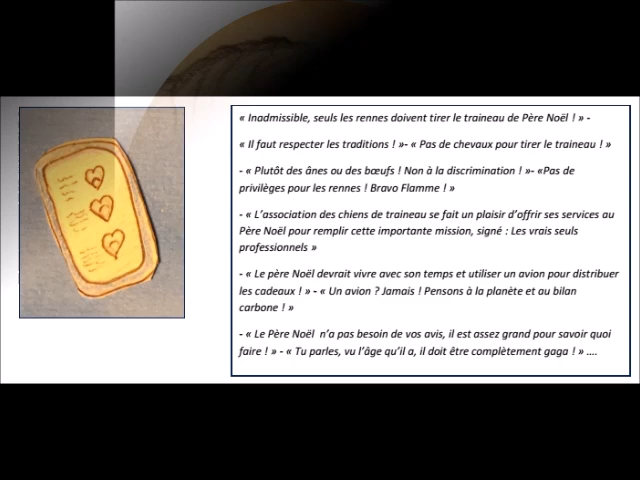 « Inadmissible, seuls les rennes doivent tirer le traineau de Père Noël ! » -
« Il faut respecter les traditions ! »- « Pas de chevaux pour tirer le traineau ! »
- « Plutôt des ânes ou des bœufs ! Non à la discrimination ! »- «Pas de
privilèges pour les rennes ! Bravo Flamme ! »
- « L’association des chiens de traineau se fait un plaisir d’offrir ses services au
Père Noël pour remplir cette importante mission, signé : Les vrais seuls
professionnels »
- « Le père Noël devrait vivre avec son temps et utiliser un avion pour distribuer
les cadeaux ! » - « Un avion ? Jamais ! Pensons à la planète et au bilan
carbone ! »
- « Le Père Noël  n’a pas besoin de vos avis, il est assez grand pour savoir quoi
faire ! » - « Tu parles, vu l’âge qu’il a, il doit être complètement gaga ! » ….